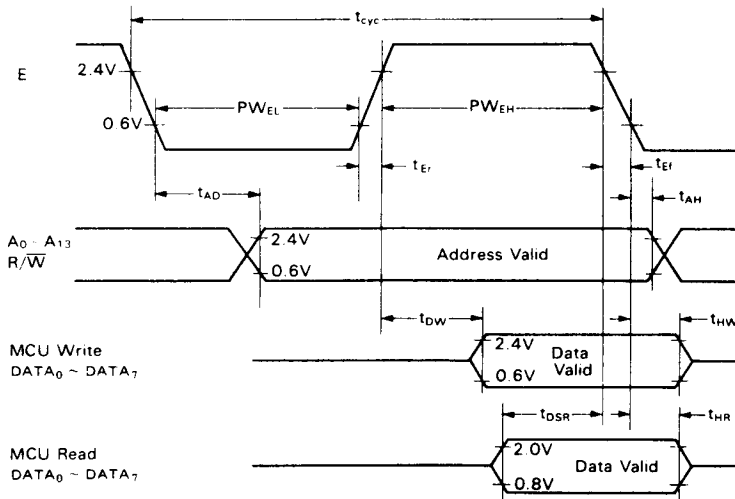 tcyc
E
2.4V
PWEL
PWEH
0.6V
tEr
tEf
tAD
tAH
A0 - A13
R/W̅
2.4V
Address Valid
0.6V
tDW
tHW
MCU Write
DATA0 ~ DATA7
2.4V
Data
Valid
0.6V
tDSR
tHR
MCU Read
DATA0 ~ DATA7
2.0V
Data Valid
0.8V